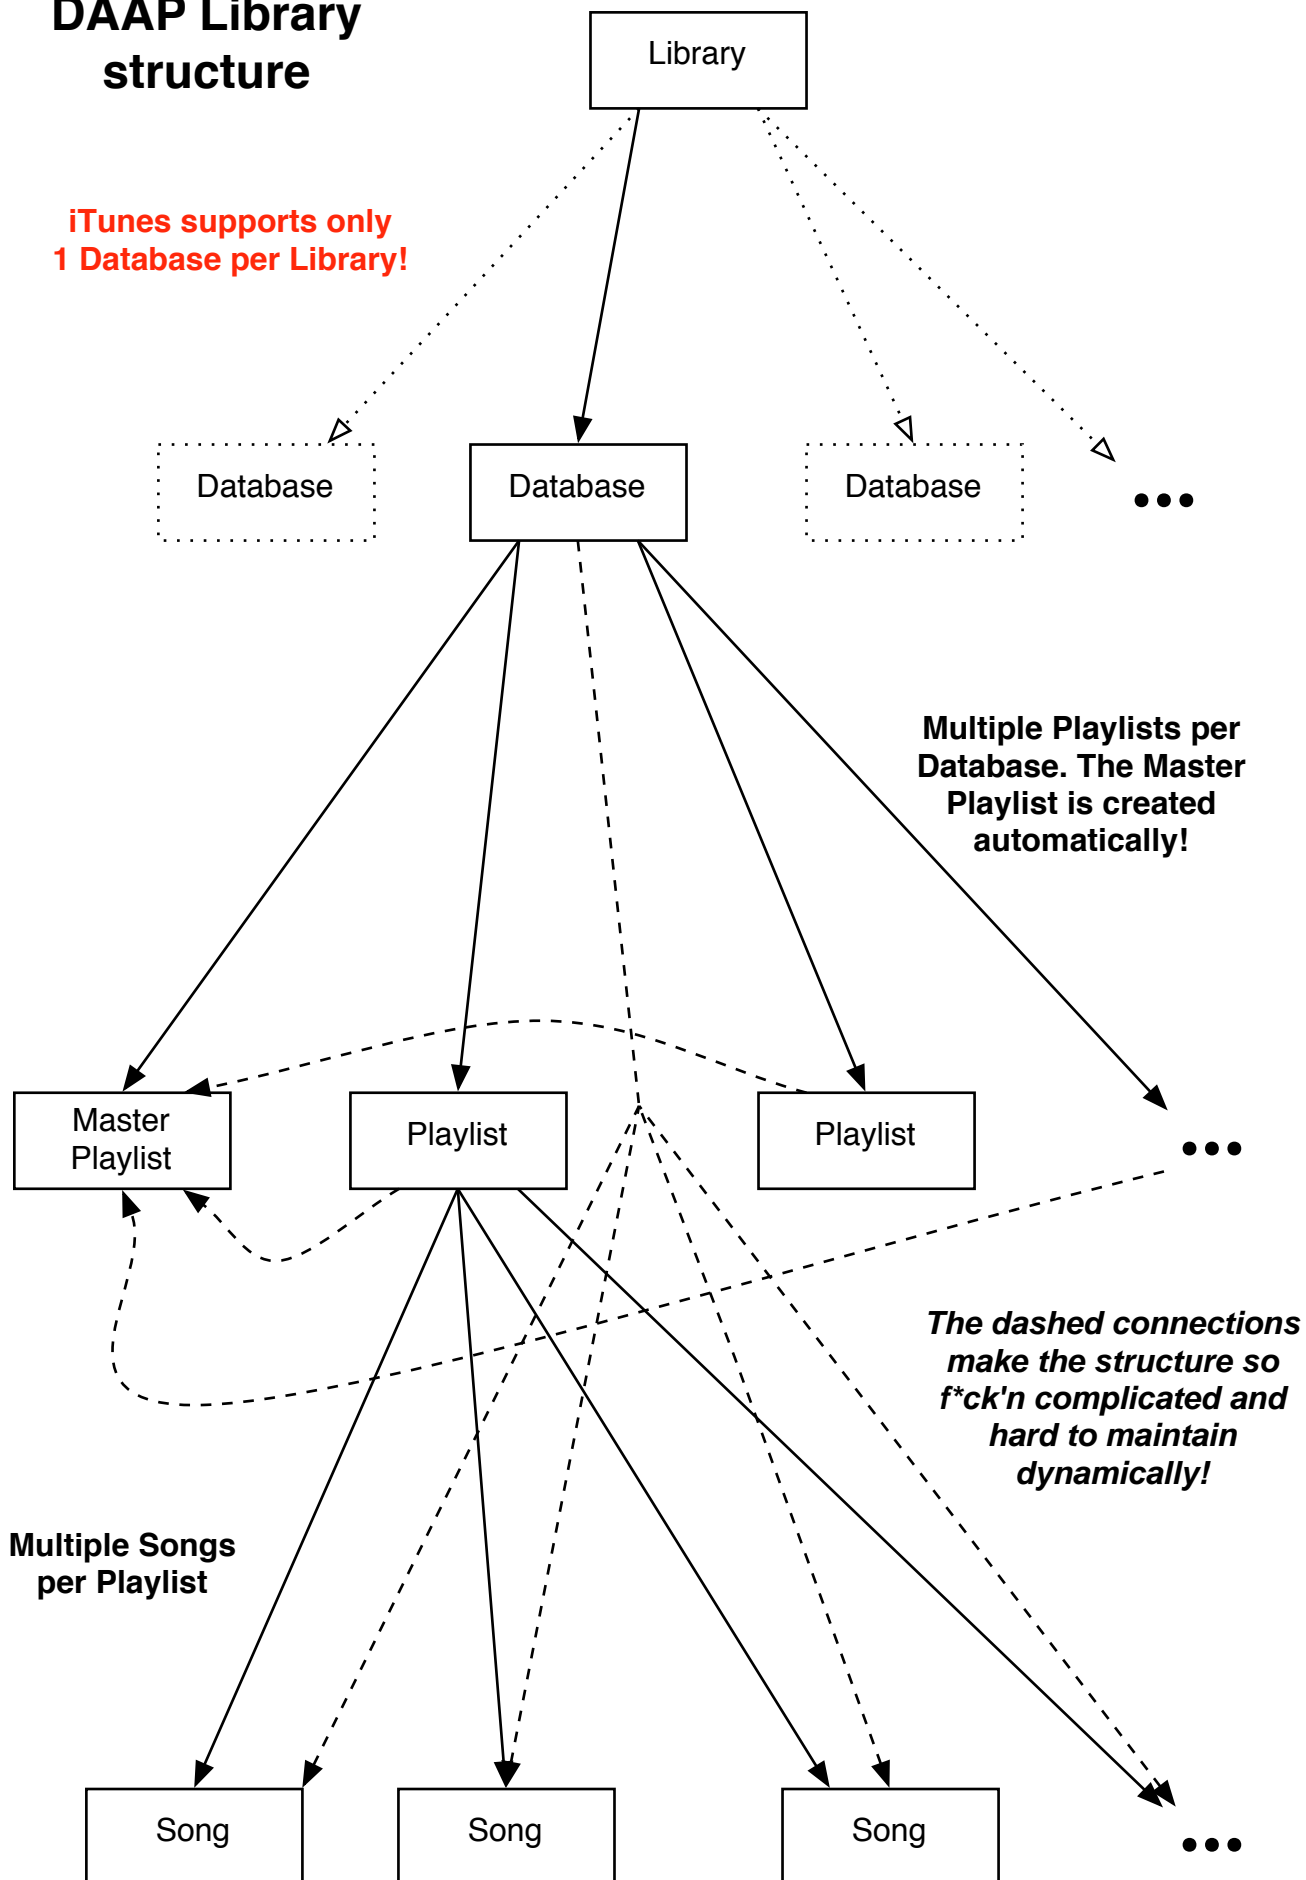 DAAP Library
structure
Library
iTunes supports only
1 Database per Library!
Database
Database
Database
•••
Multiple Playlists per
Database. The Master
Playlist is created
automatically!
Master
Playlist
Playlist
Playlist
•••
The dashed connections
make the structure so
f*ck'n complicated and
hard to maintain
dynamically!
Multiple Songs
per Playlist
Song
Song
Song
•••